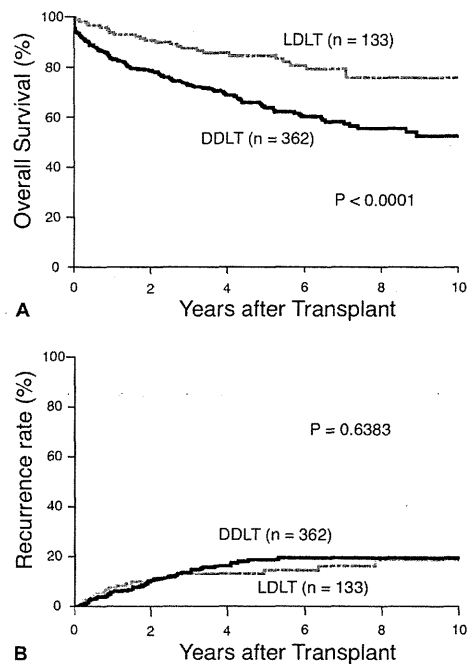 100
80
60
40
20
0
Overall Survival (%)
LDLT (n = 133)
DDLT (n = 362)
P < 0.0001
0 2 4 6 8 10
A Years after Transplant
100
80
60
40
20
0
Recurrence rate (%)
P = 0.6383
DDLT (n = 362)
LDLT (n = 133)
0 2 4 6 8 10
B Years after Transplant